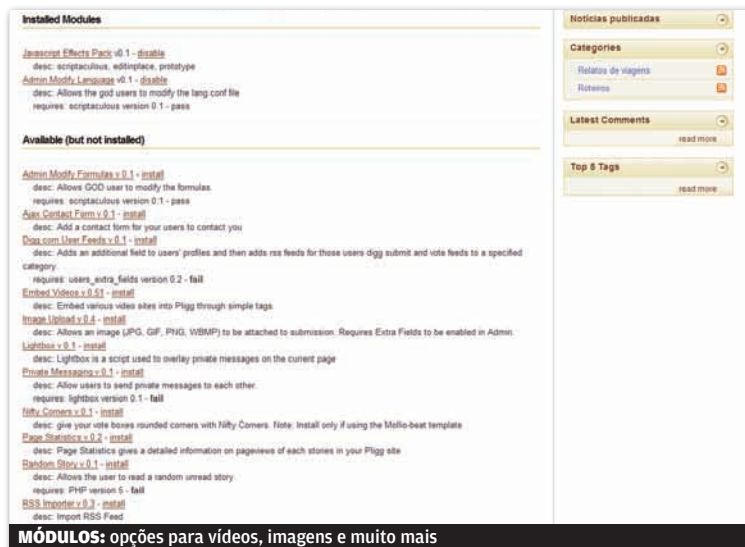 Installed Modules
Javascript Effects Pack v0.1 - disable
desc: scriptaculous, editinplace, prototype
Admin Modify Language v0.1 - disable
desc: Allows the god users to modify the lang.conf file
requires: scriptaculous version 0.1 - pass
Available (but not installed)
Admin Modify Formulas v 0.1 - install
desc: Allows GOD user to modify the formulas.
requires: scriptaculous version 0.1 - pass
Ajax Contact Form v 0.1 - install
desc: Add a contact form for your users to contact you
Digg.com User Feeds v 0.1 - install
desc: Adds an additional field to users' profiles and then adds rss feeds for those users digg submit and vote feeds to a specified
category.
requires: users_extra_fields version 0.2 - fail
Embed Videos v 0.51 - install
desc: Embed various video sites into Pligg through simple tags.
Image Upload v 0.4 - install
desc: Allows an image (JPG, GIF, PNG, WBMP) to be attached to submission. Requires Extra Fields to be enabled in Admin.
Lightbox v 0.1 - install
desc: Lightbox is a script used to overlay private messages on the current page
Private Messaging v 0.1 - install
desc: Allow users to send private messages to each other.
requires: lightbox version 0.1 - fail
Nifty Corners v 0.1 - install
desc: give your vote boxes rounded corners with Nifty Corners. Note: Install only if using the Mollio-beat template
Page Statistics v 0.2 - install
desc: Page Statistics gives a detailed information on pageviews of each stories in your Pligg site
Random Story v 0.1 - install
desc: Allows the user to read a random unread story
requires: PHP version 5 - fail
RSS Importer v 0.3 - install
desc: Import RSS Feed
Notícias publicadas
Categories
Relatos de viagens
Roteiros
Latest Comments
read more
Top 5 Tags
read more
MÓDULOS: opções para vídeos, imagens e muito mais